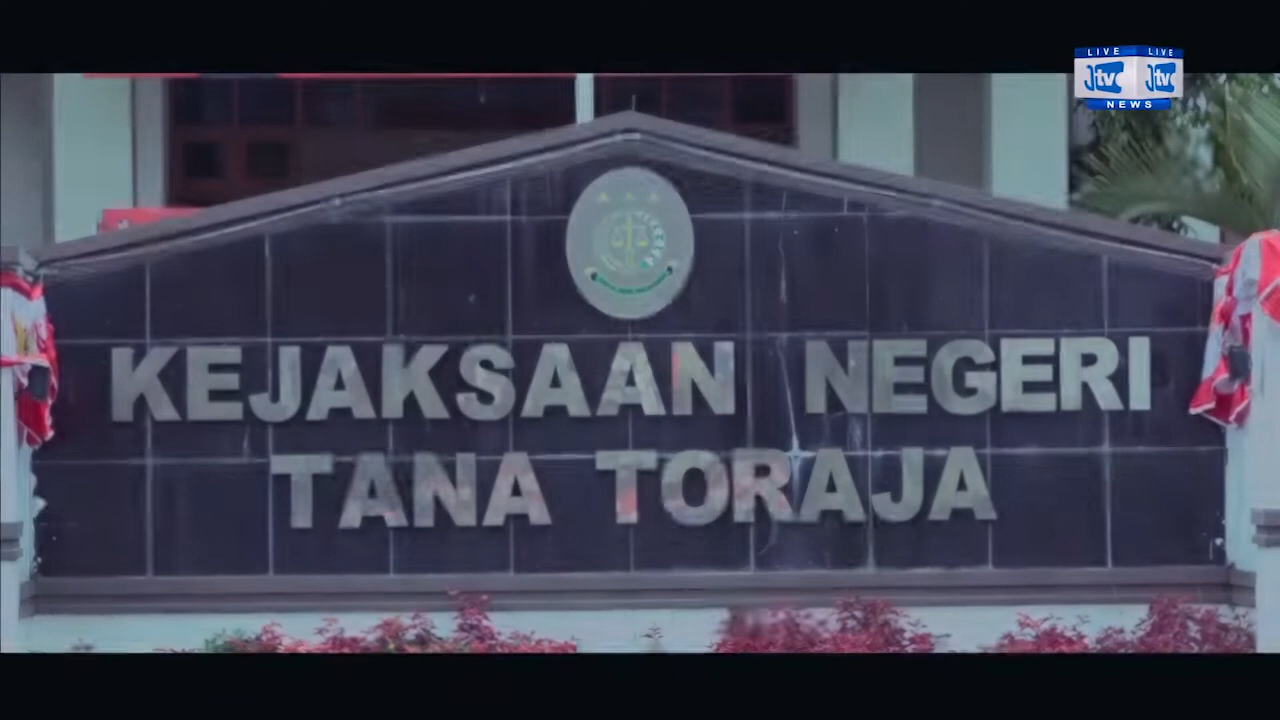 LIVE LIVE
Jtv Jtv
NEWS
KEJAKSAAN NEGERI
TANA TORAJA